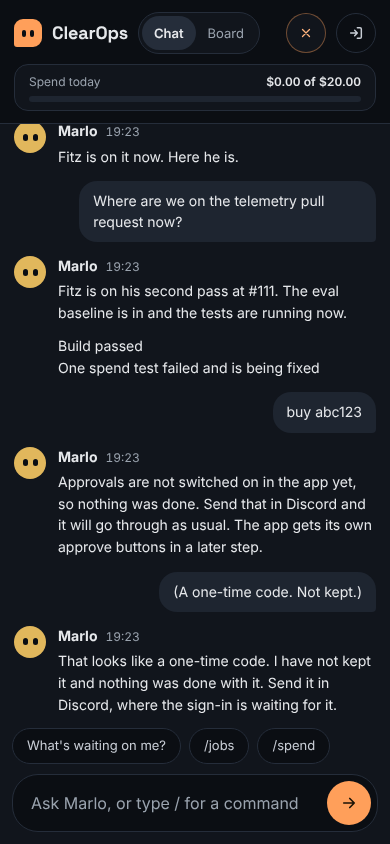 ClearOps
Chat
Board
Spend today
$0.00 of $20.00
Marlo 19:23
Fitz is on it now. Here he is.
Where are we on the telemetry pull
request now?
Marlo 19:23
Fitz is on his second pass at #111. The eval
baseline is in and the tests are running now.
Build passed
One spend test failed and is being fixed
buy abc123
Marlo 19:23
Approvals are not switched on in the app yet,
so nothing was done. Send that in Discord and
it will go through as usual. The app gets its own
approve buttons in a later step.
(A one-time code. Not kept.)
Marlo 19:23
That looks like a one-time code. I have not kept
it and nothing was done with it. Send it in
Discord, where the sign-in is waiting for it.
What's waiting on me?
/jobs
/spend
Ask Marlo, or type / for a command